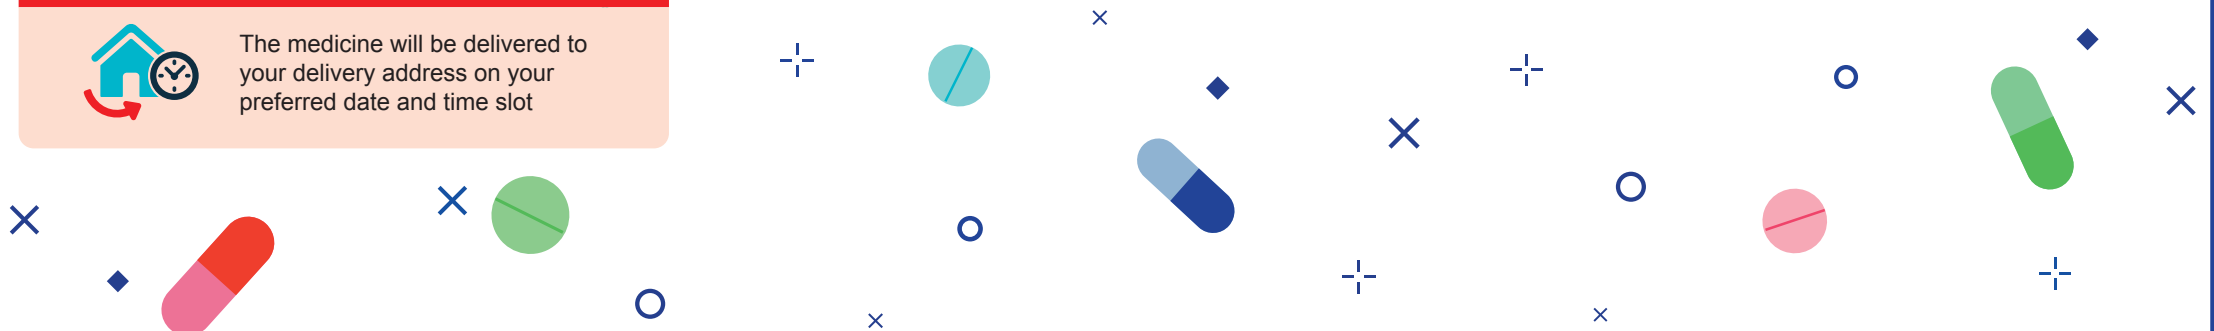 The medicine will be delivered to
your delivery address on your
preferred date and time slot